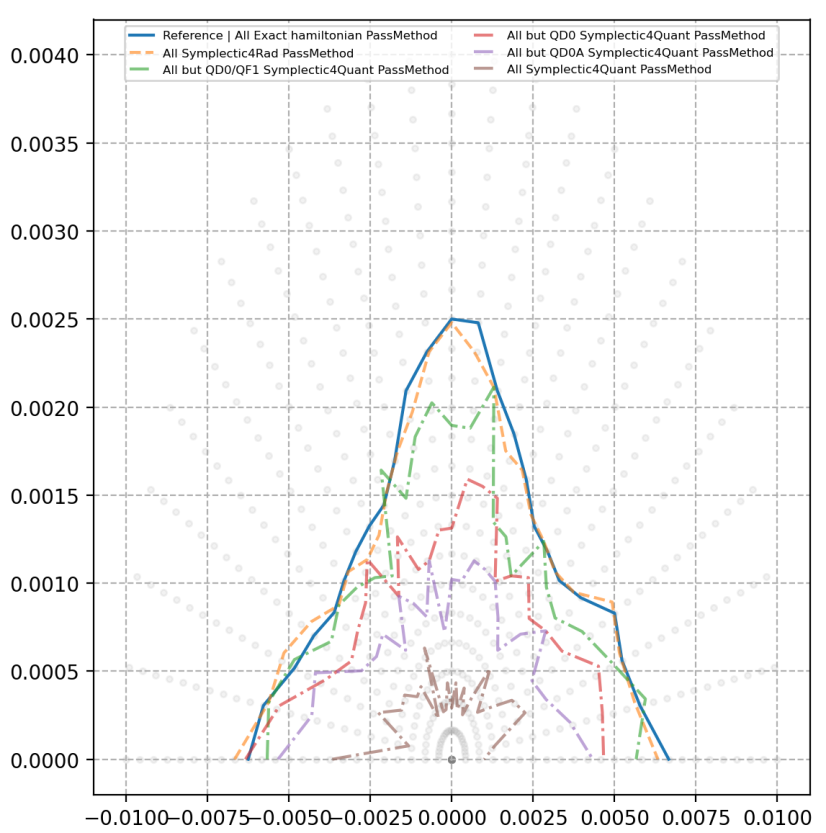 Reference | All Exact hamiltonian PassMethod
All Symplectic4Rad PassMethod
All but QD0/QF1 Symplectic4Quant PassMethod
All but QD0 Symplectic4Quant PassMethod
All but QD0A Symplectic4Quant PassMethod
All Symplectic4Quant PassMethod
0.0040
0.0035
0.0030
0.0025
0.0020
0.0015
0.0010
0.0005
0.0000
−0.0100 −0.0075 −0.0050 −0.0025 0.0000 0.0025 0.0050 0.0075 0.0100